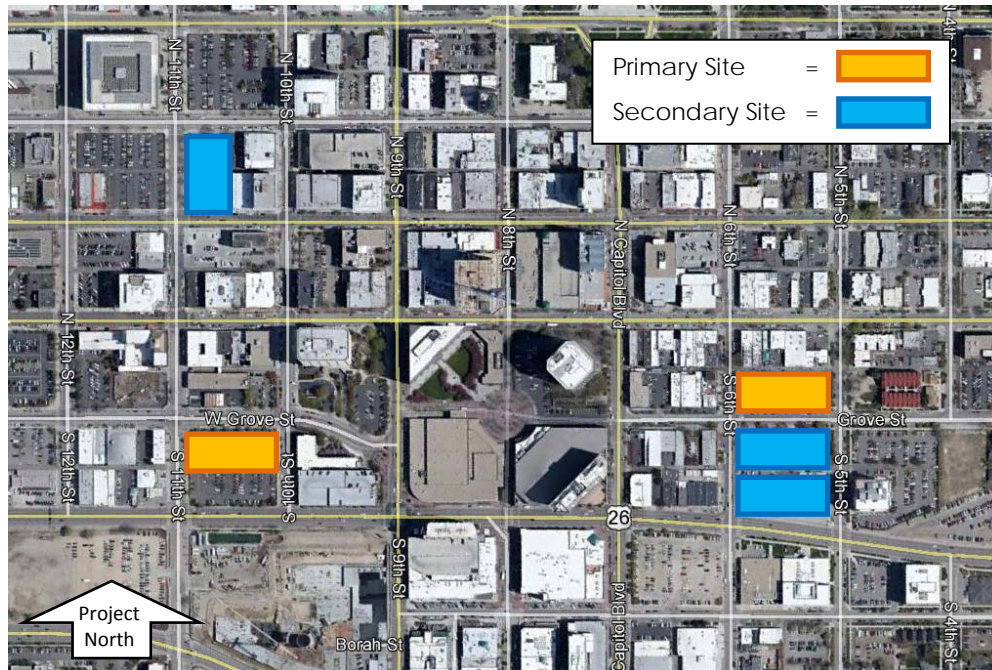 N 11th St
N 10th St
N 4th St
Primary Site =
Secondary Site =
N 9th St
N 8th St
N Capitol Blvd
N 6th St
N 5th St
N 12th St
W Grove St
S 6th St
Grove St
S 12th St
S 11th St
S 10th St
S 5th St
26
S 9th St
Project
North
Borah St
Capitol Blvd
S 4th St